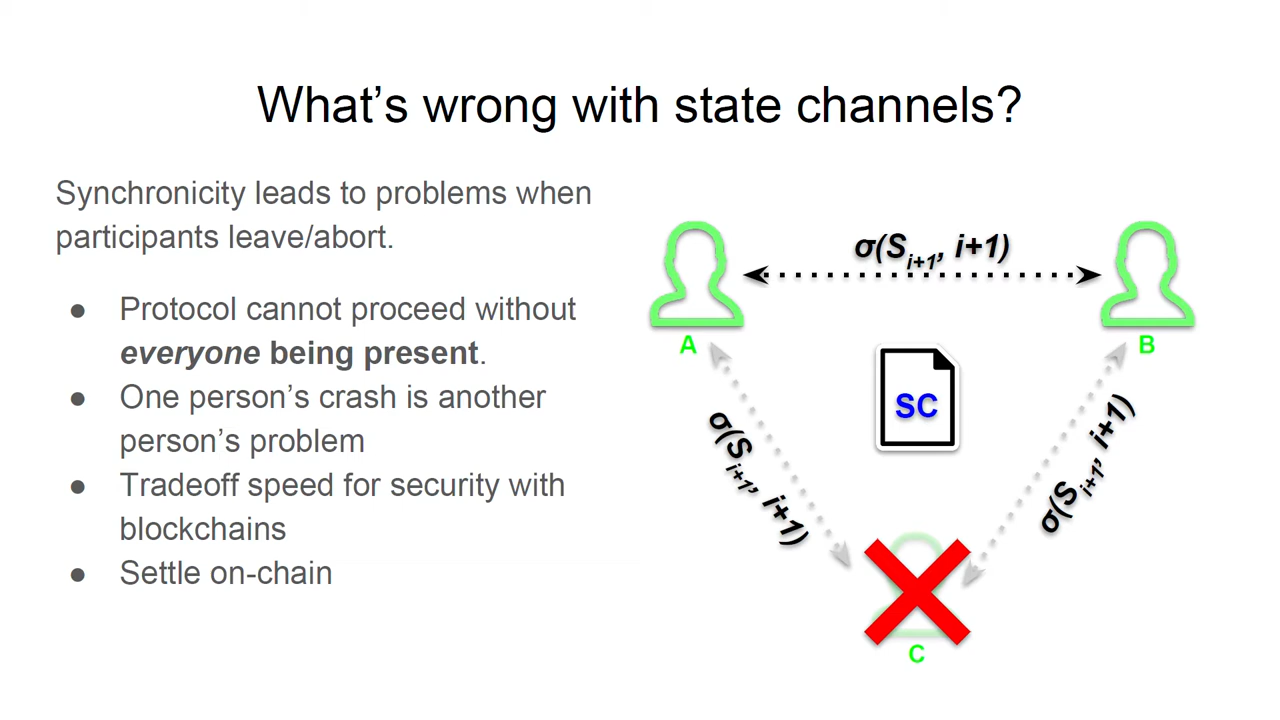 What’s wrong with state channels?
Synchronicity leads to problems when
participants leave/abort.
● Protocol cannot proceed without
everyone being present.
● One person’s crash is another
person’s problem
● Tradeoff speed for security with
blockchains
● Settle on-chain
σ(Si+1, i+1)
A
B
SC
σ(Si+1, i+1)
σ(Si+1, i+1)
C